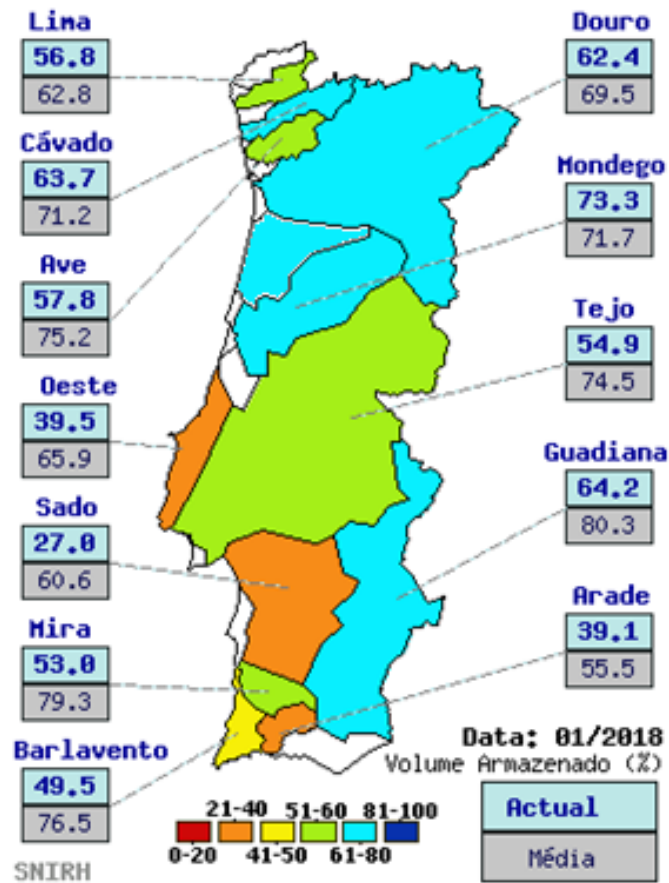 Lima
56.8
62.8
Cávado
63.7
71.2
Ave
57.8
75.2
Oeste
39.5
65.9
Sado
27.0
60.6
Mira
53.0
79.3
Barlavento
49.5
76.5
SNIRH
Douro
62.4
69.5
Mondego
73.3
71.7
Tejo
54.9
74.5
Guadiana
64.2
80.3
Arade
39.1
55.5
Data: 01/2018
Volume Armazenado (%)
Actual
Média
21-40 51-60 81-100
0-20 41-50 61-80